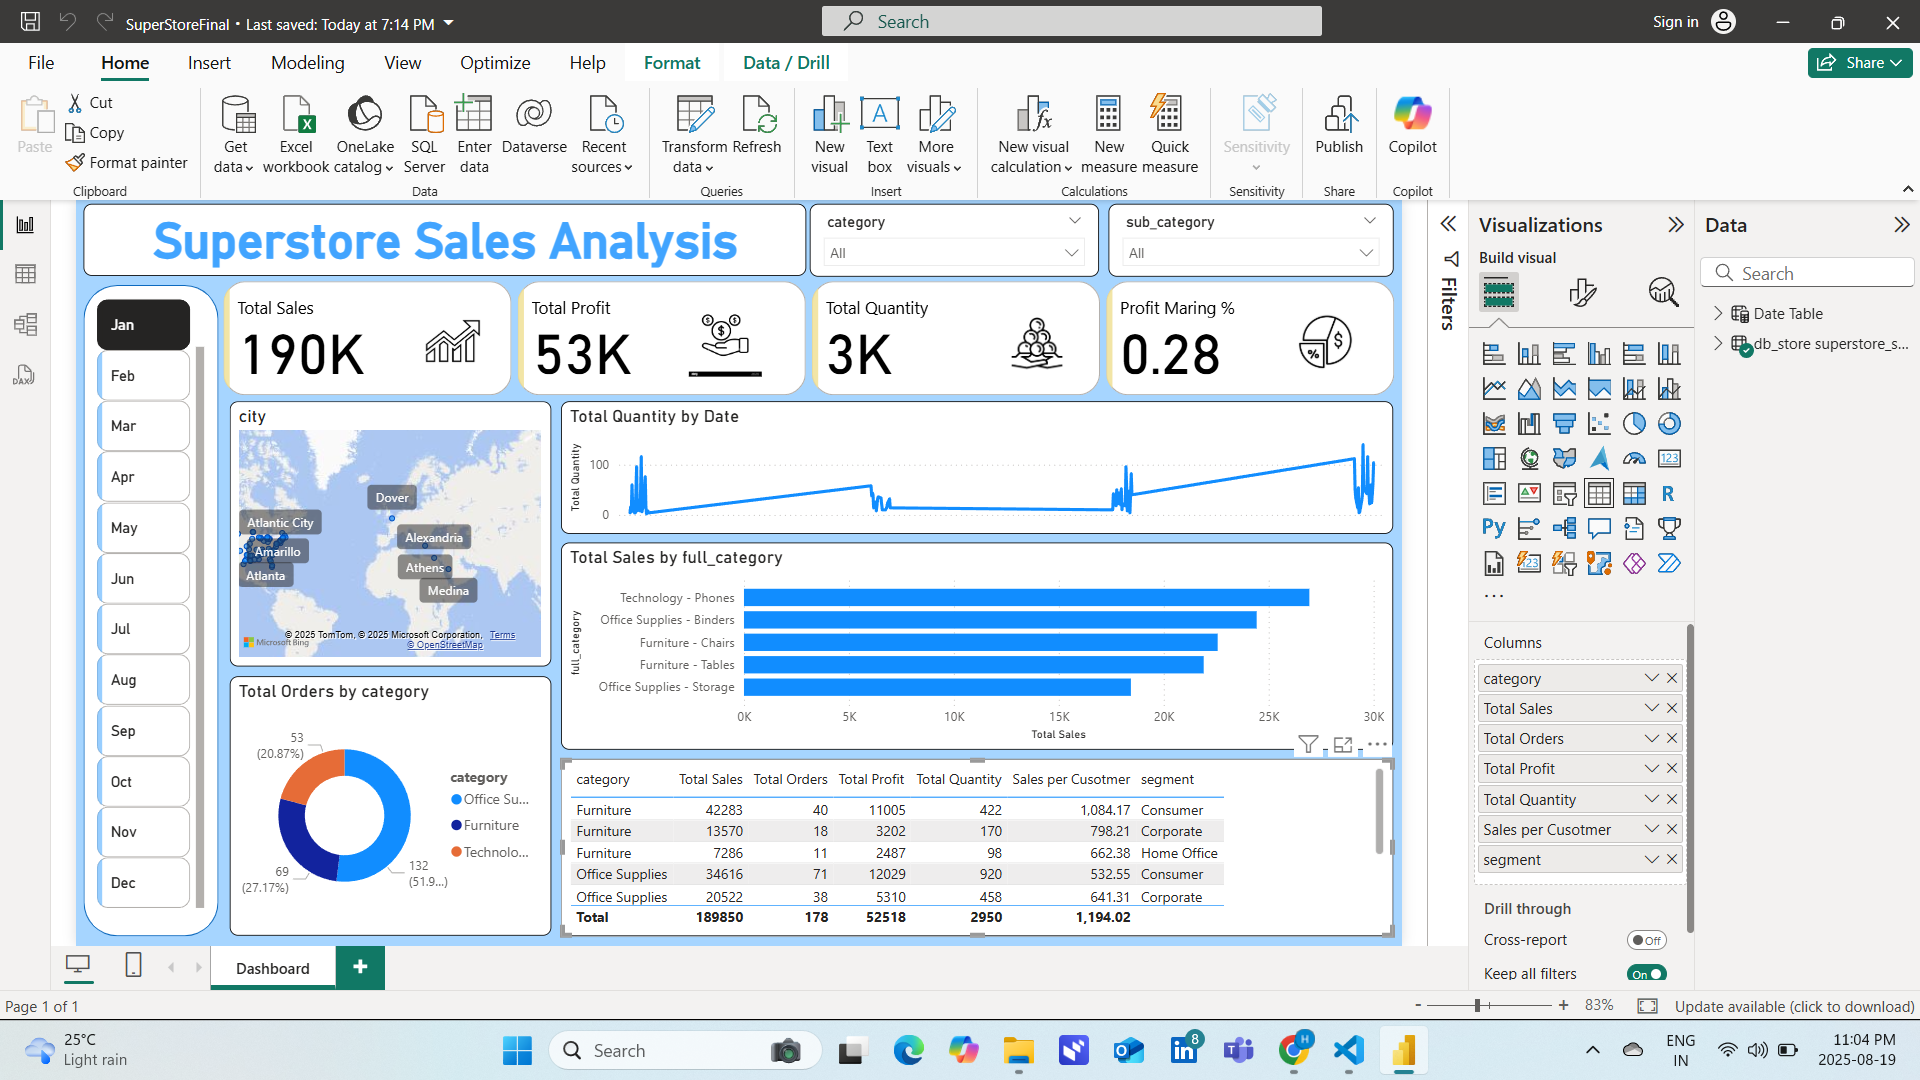 SuperStoreFinal • Last saved: Today at 7:14 PM
Search
Sign in
File Home Insert Modeling View Optimize Help Format Data / Drill
Share
Paste
Cut
Copy
Format painter
Clipboard
Get data
Excel workbook
OneLake catalog
SQL Server
Enter data
Dataverse
Recent sources
Data
Transform data
Refresh
Queries
New visual
Text box
More visuals
Insert
New visual calculation
New measure
Quick measure
Calculations
Sensitivity
Sensitivity
Publish
Share
Copilot
Copilot
Superstore Sales Analysis
category
All
sub_category
All
Jan
Feb
Mar
Apr
May
Jun
Jul
Aug
Sep
Oct
Nov
Dec
Total Sales
190K
Total Profit
53K
Total Quantity
3K
Profit Maring %
0.28
city
Dover
Atlantic City
Alexandria
Amarillo
Athens
Atlanta
Medina
© 2025 TomTom, © 2025 Microsoft Corporation, Terms
Microsoft Bing
© OpenStreetMap
Total Quantity by Date
Total Quantity
100
0
Total Sales by full_category
full_category
Technology - Phones
Office Supplies - Binders
Furniture - Chairs
Furniture - Tables
Office Supplies - Storage
0K 5K 10K 15K 20K 25K 30K
Total Sales
Total Orders by category
53
(20.87%)
69
(27.17%)
132
(51.9...)
category
Office Su...
Furniture
Technolo...
category Total Sales Total Orders Total Profit Total Quantity Sales per Cusotmer segment
Furniture 42283 40 11005 422 1,084.17 Consumer
Furniture 13570 18 3202 170 798.21 Corporate
Furniture 7286 11 2487 98 662.38 Home Office
Office Supplies 34616 71 12029 920 532.55 Consumer
Office Supplies 20522 38 5310 458 641.31 Corporate
Total 189850 178 52518 2950 1,194.02
Filters
Visualizations
Build visual
123
R
Py
123
Columns
category
Total Sales
Total Orders
Total Profit
Total Quantity
Sales per Cusotmer
segment
Drill through
Cross-report
Off
Keep all filters
On
Data
Search
Date Table
db_store superstore_s...
Dashboard
Page 1 of 1
- + 83%
Update available (click to download)
25°C
Light rain
Search
8
H
ENG
IN
11:04 PM
2025-08-19